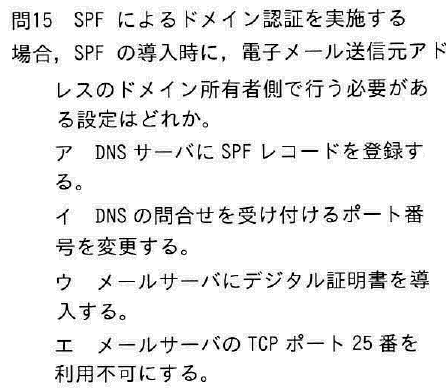 問15 SPF によるドメイン認証を実施する
場合，SPF の導入時に，電子メール送信元アド
レスのドメイン所有者側で行う必要があ
る設定はどれか。
ア DNS サーバに SPF レコードを登録す
る。
イ DNS の問合せを受け付けるポート番
号を変更する。
ウ メールサーバにデジタル証明書を導
入する。
エ メールサーバの TCP ポート 25 番を
利用不可にする。